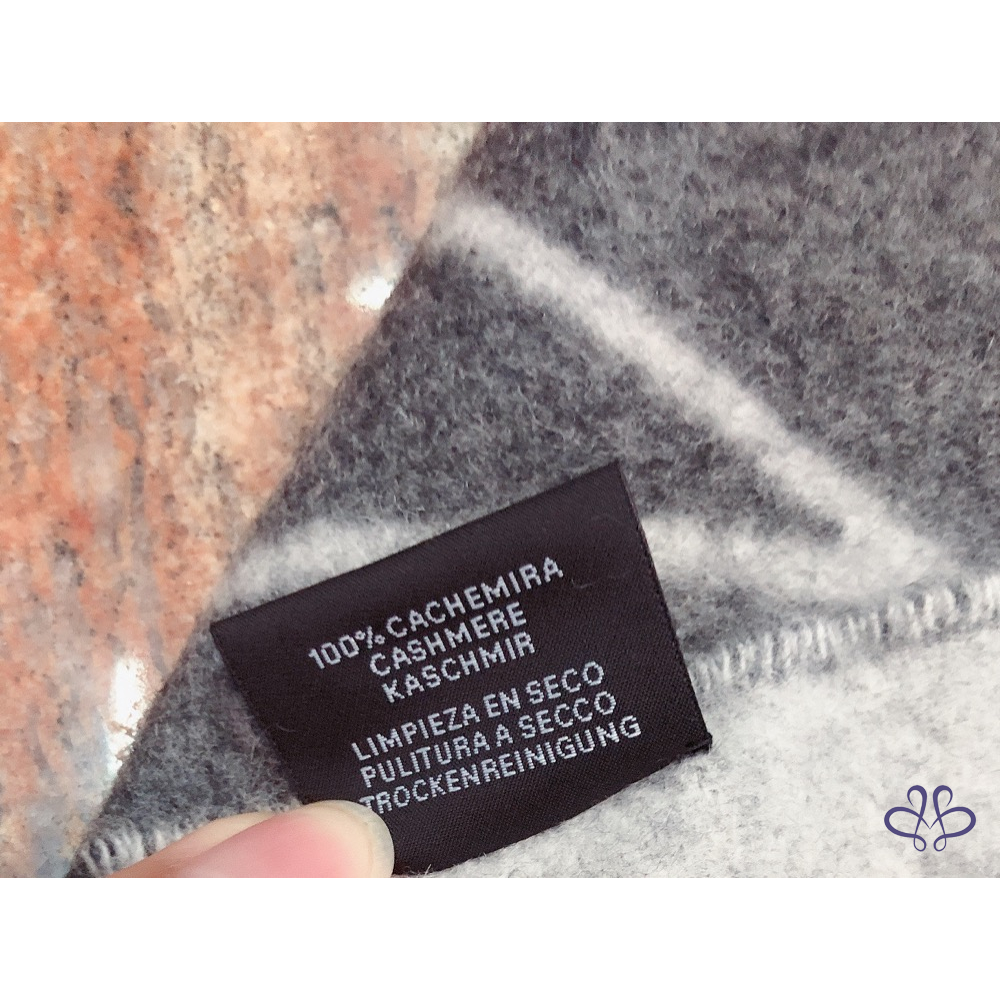 100% CACHEMIRA
CASHMERE
KASCHMIR
LIMPIEZA EN SECO
PULITURA A SECCO
TROCKENREINIGUNG